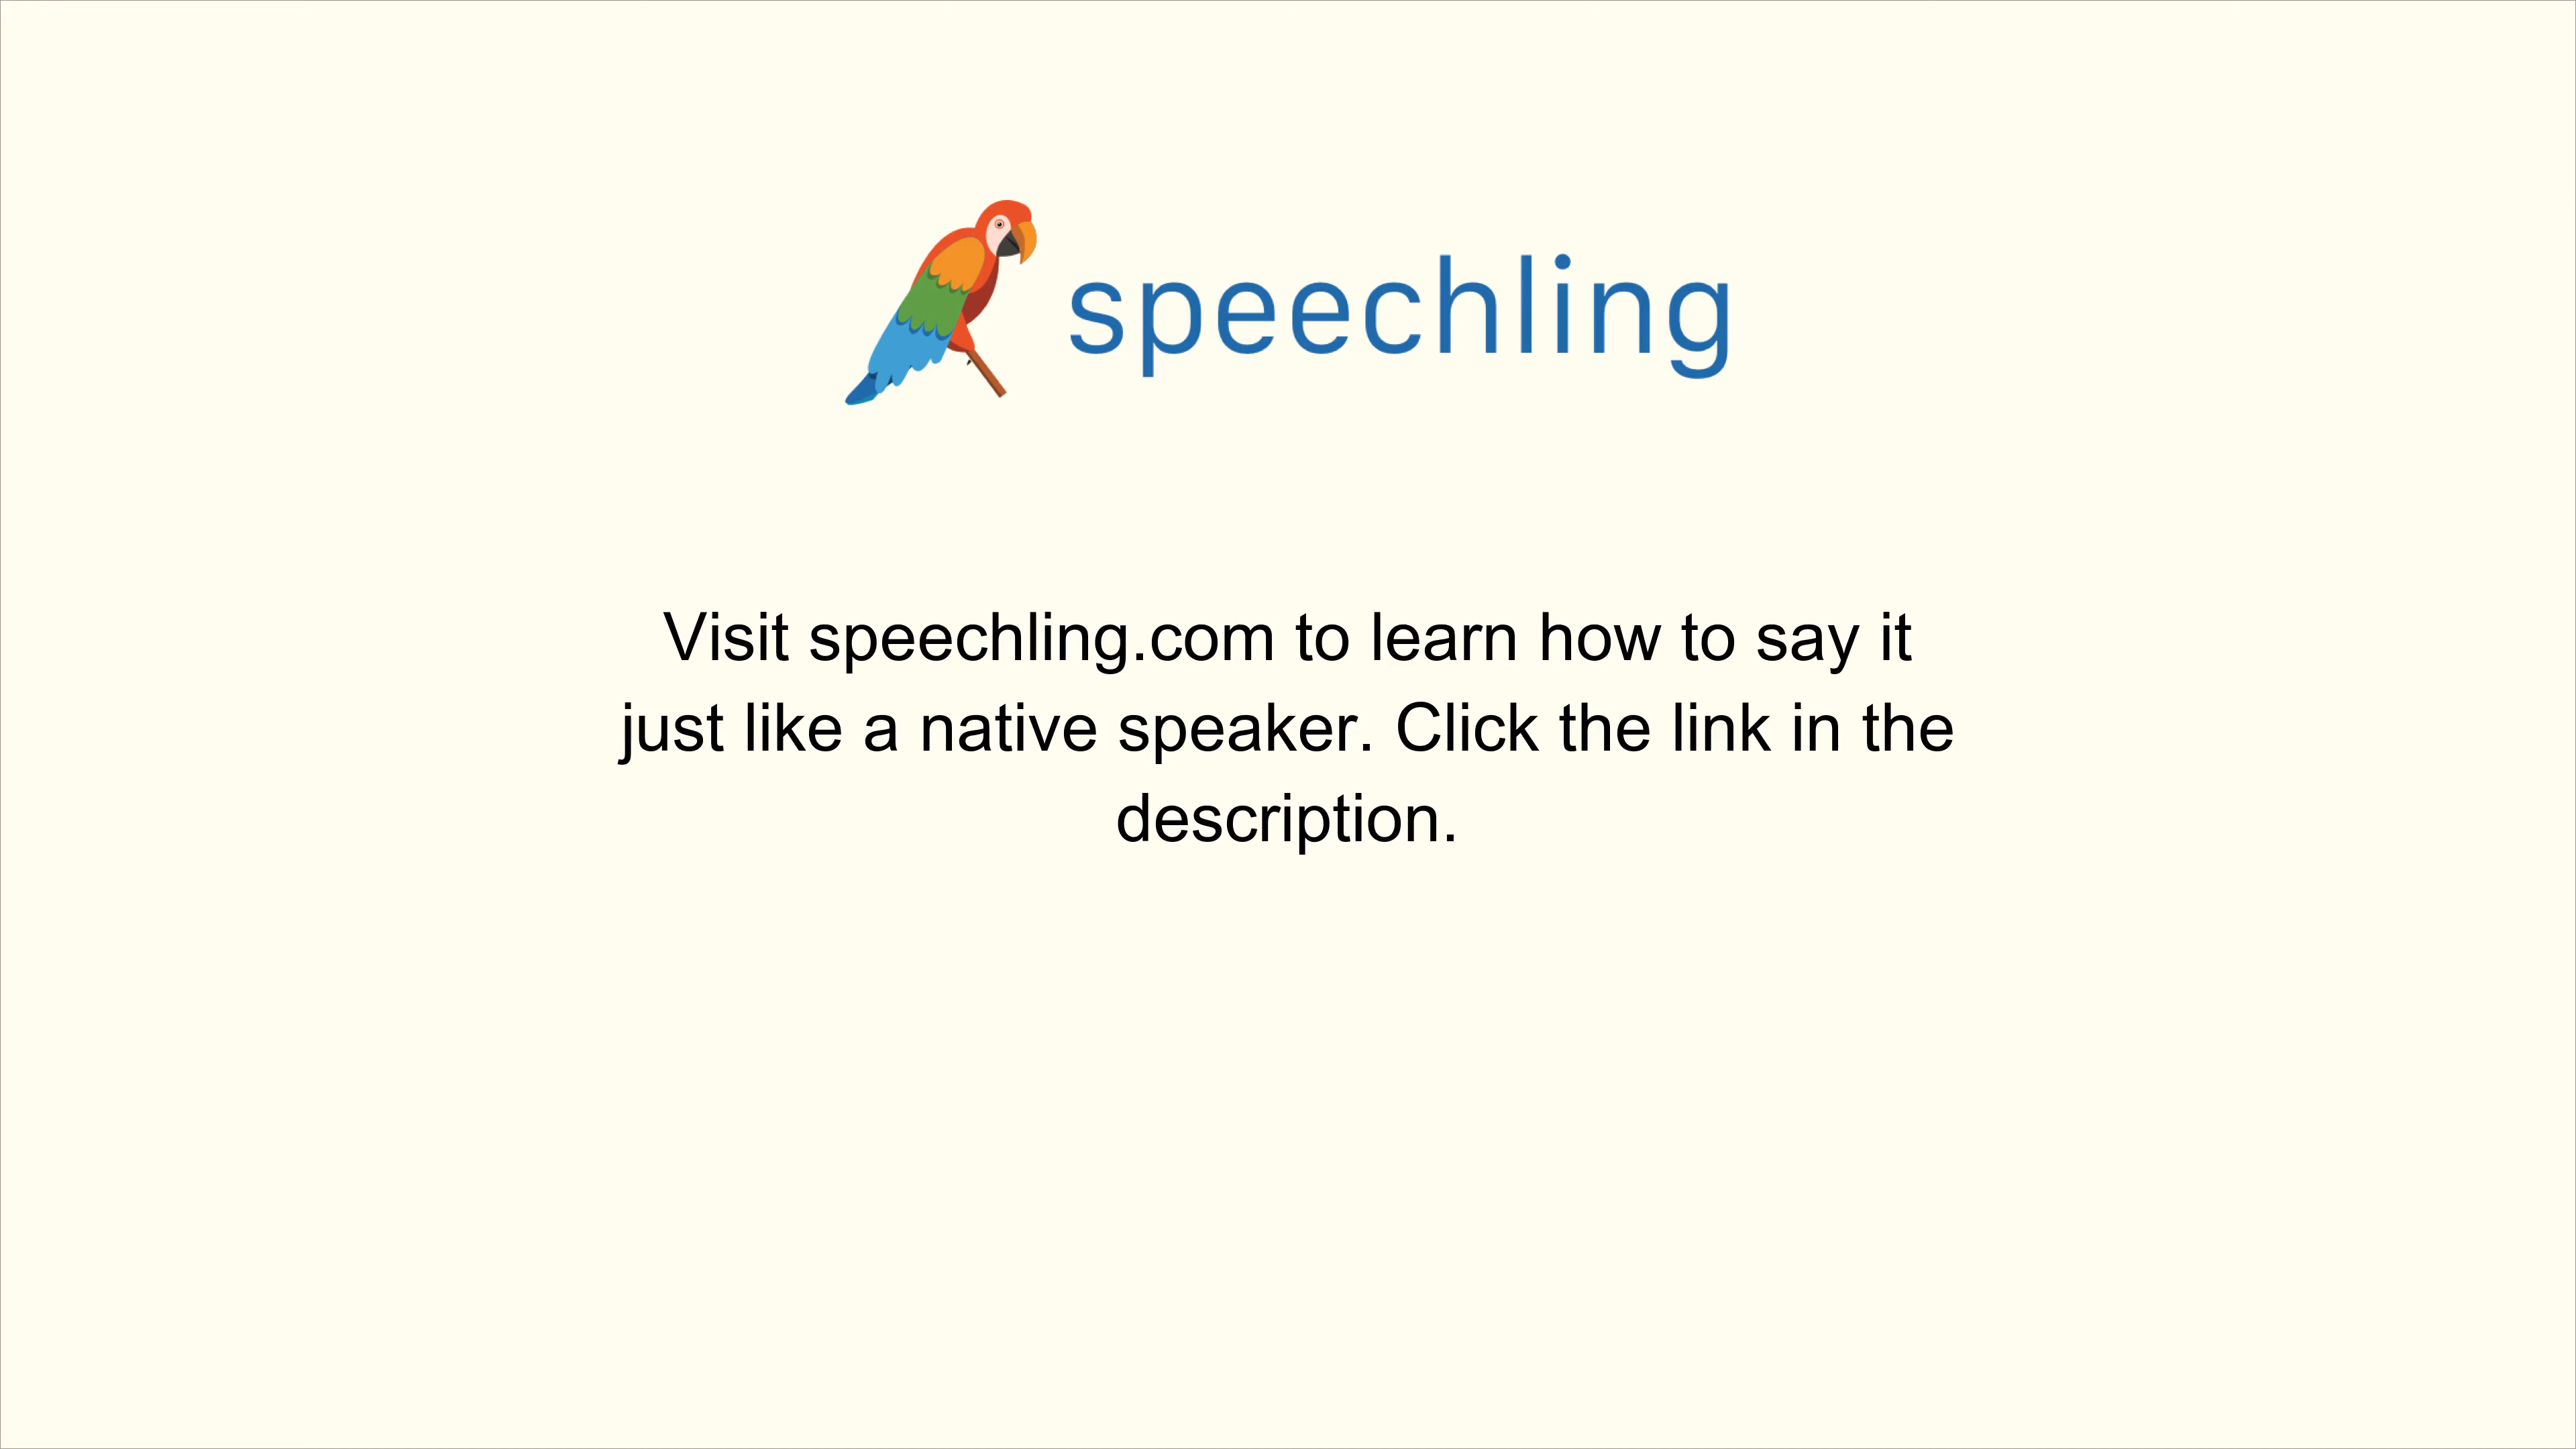 speechling
Visit speechling.com to learn how to say it
just like a native speaker. Click the link in the
description.